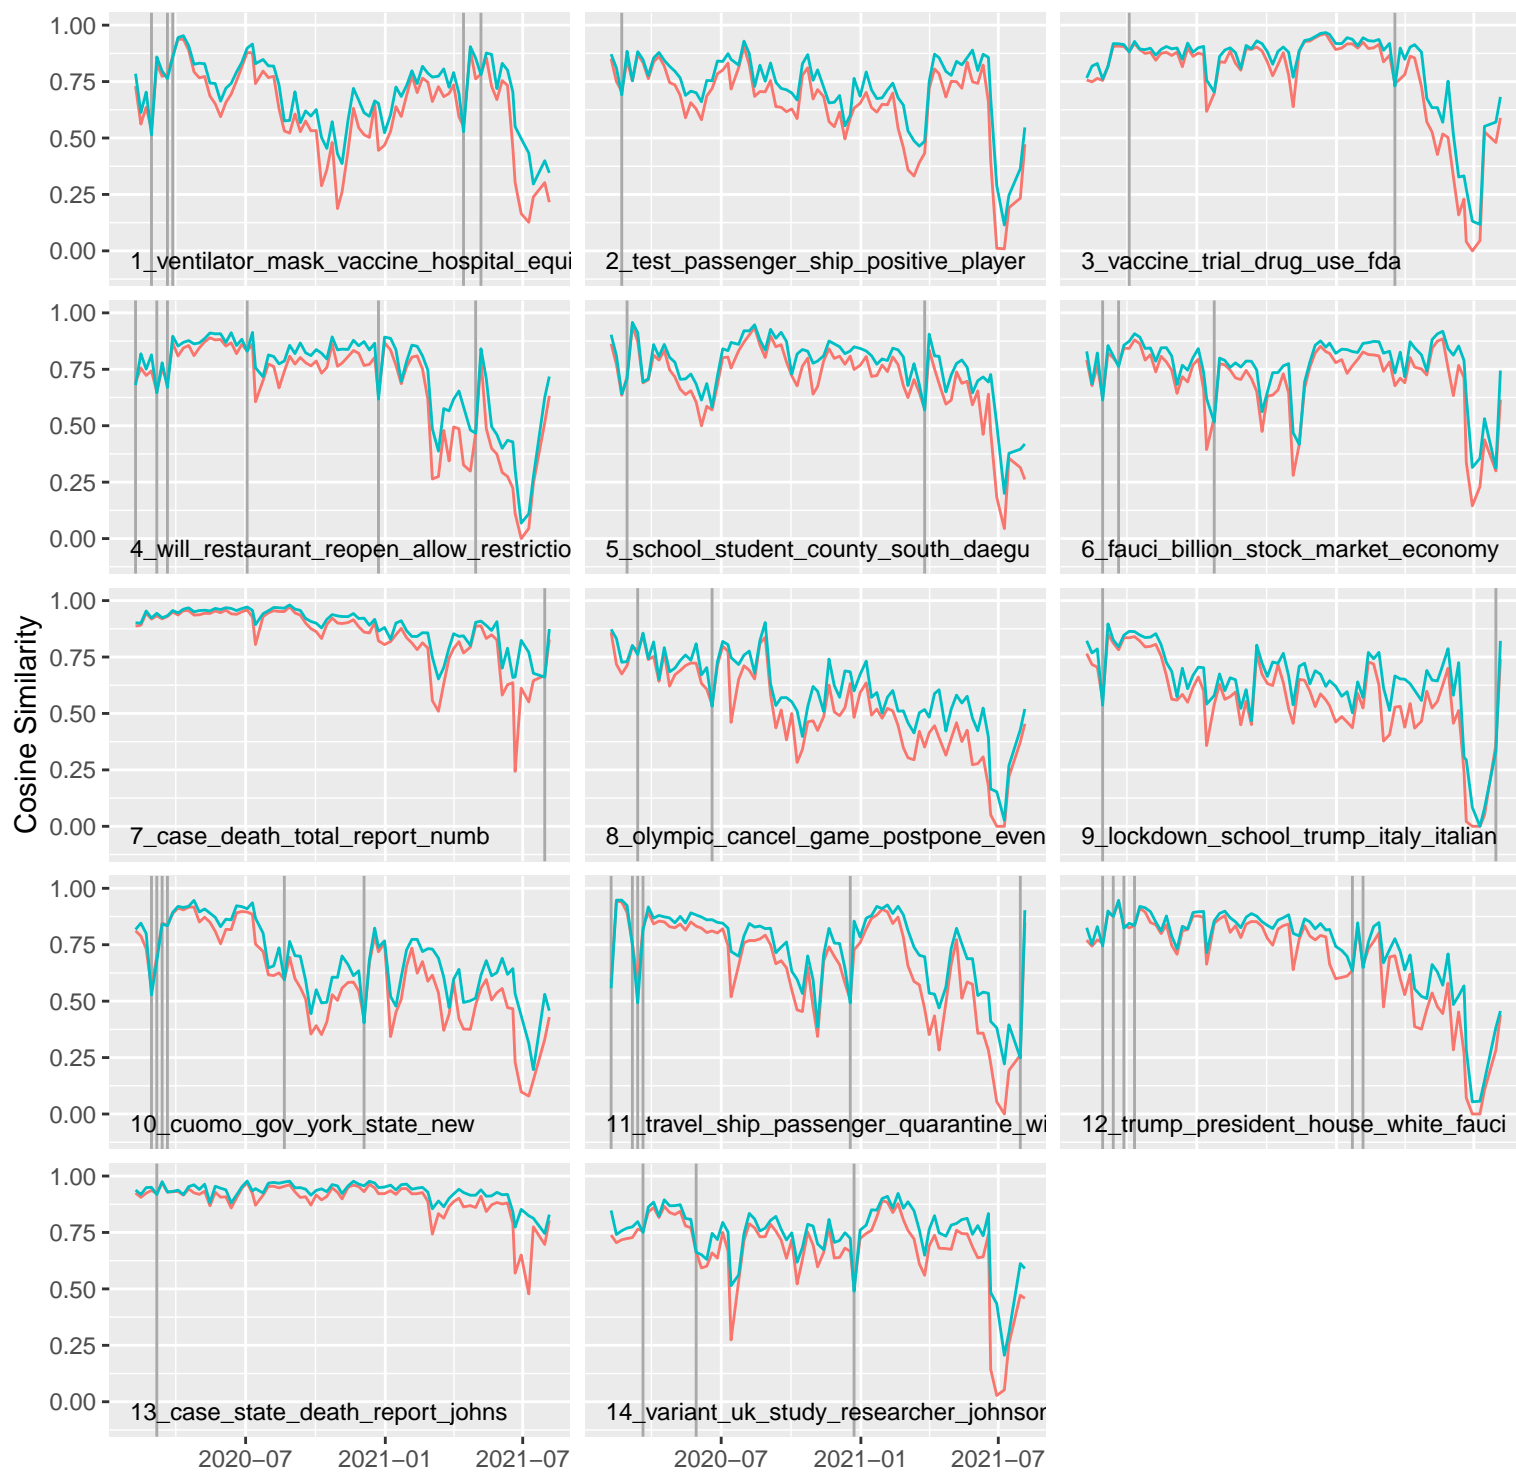 1.00
0.75
0.50
0.25
0.00
1_ventilator_mask_vaccine_hospital_equi
2_test_passenger_ship_positive_player
3_vaccine_trial_drug_use_fda
1.00
0.75
0.50
0.25
0.00
4_will_restaurant_reopen_allow_restrictio
5_school_student_county_south_daegu
6_fauci_billion_stock_market_economy
Cosine Similarity
1.00
0.75
0.50
0.25
0.00
7_case_death_total_report_numb
8_olympic_cancel_game_postpone_even
9_lockdown_school_trump_italy_italian
1.00
0.75
0.50
0.25
0.00
10_cuomo_gov_york_state_new
11_travel_ship_passenger_quarantine_wi
12_trump_president_house_white_fauci
1.00
0.75
0.50
0.25
0.00
13_case_state_death_report_johns
14_variant_uk_study_researcher_johnson
2020−07 2021−01 2021−07
2020−07 2021−01 2021−07